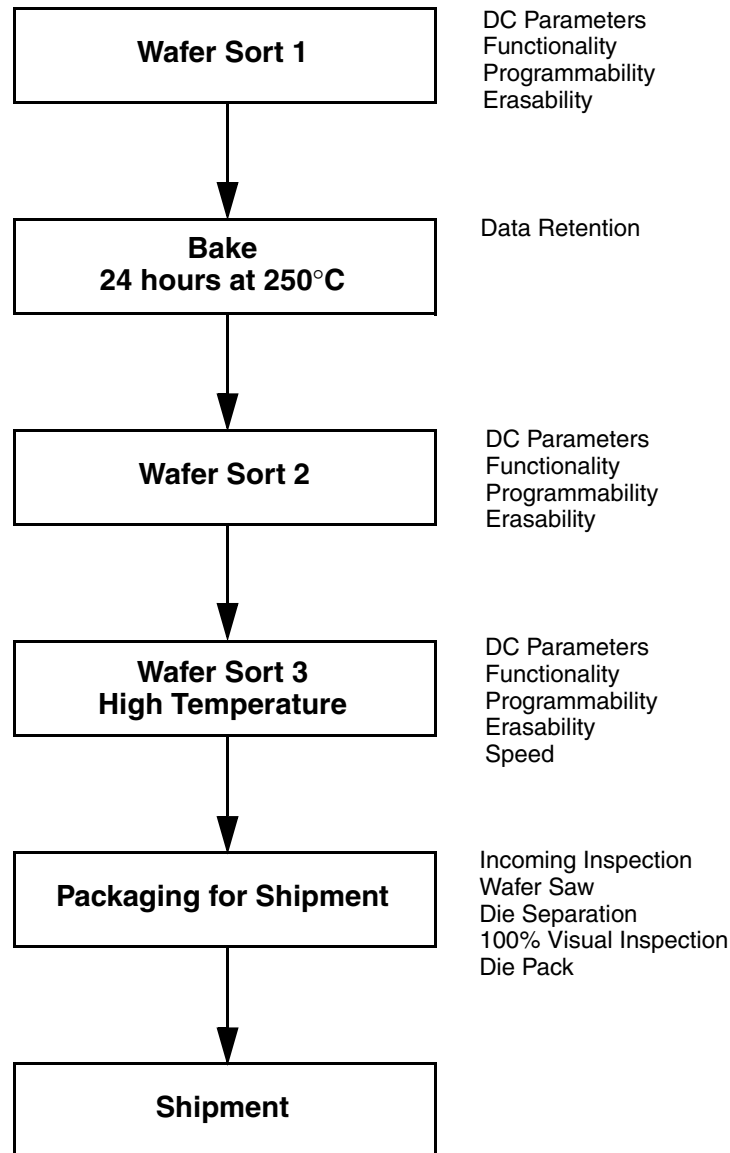 Wafer Sort 1
DC Parameters
Functionality
Programmability
Erasability
Bake
24 hours at 250°C
Data Retention
Wafer Sort 2
DC Parameters
Functionality
Programmability
Erasability
Wafer Sort 3
High Temperature
DC Parameters
Functionality
Programmability
Erasability
Speed
Packaging for Shipment
Incoming Inspection
Wafer Saw
Die Separation
100% Visual Inspection
Die Pack
Shipment